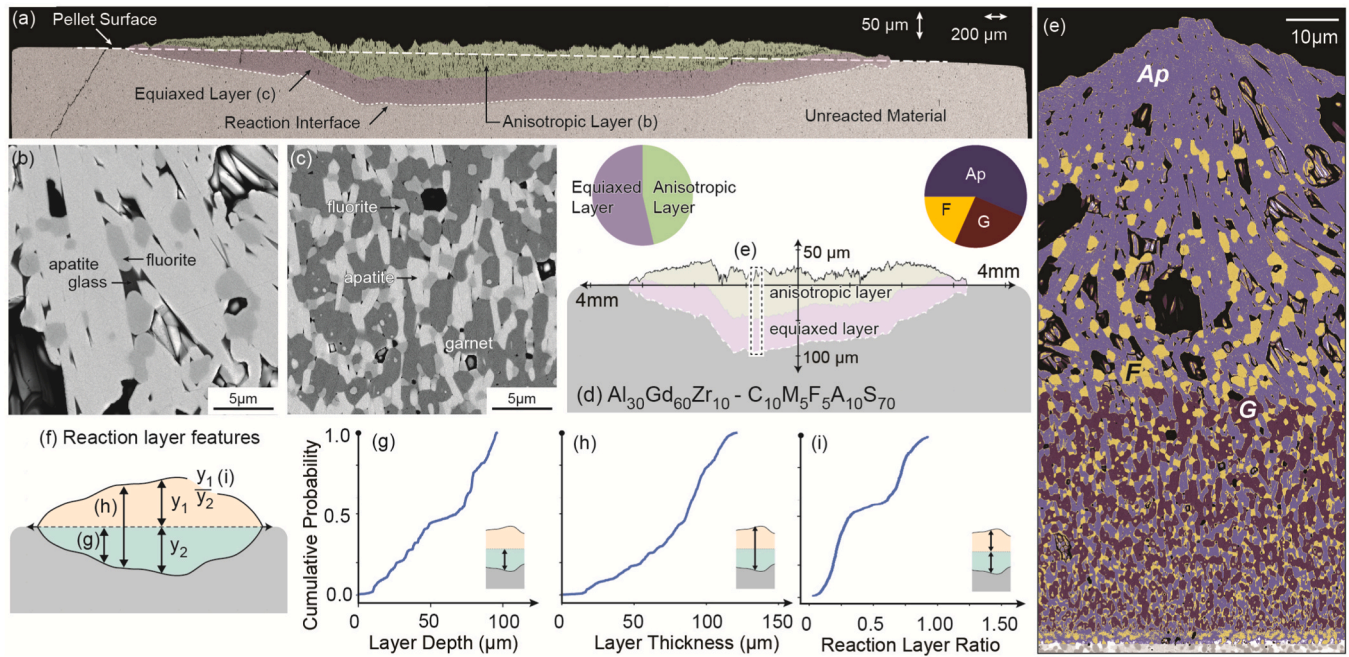 (a)
Pellet Surface
50 µm
200 µm
Equiaxed Layer (c)
Reaction Interface
Anisotropic Layer (b)
Unreacted Material
(b)
fluorite
apatite
glass
5µm
(c)
fluorite
apatite
garnet
5µm
Equiaxed
Layer
Anisotropic
Layer
Ap
F
G
(e)
50 µm
4mm
4mm
anisotropic layer
equiaxed layer
100 µm
(d) Al30Gd60Zr10 - C10M5F5A10S70
(e)
10µm
Ap
F
G
(f) Reaction layer features
(h)
y1
y1
y2
(i)
(g)
y2
Cumulative Probability
1.0
0.5
0.0
(g)
0
50
100
Layer Depth (µm)
(h)
0
50
100
150
Layer Thickness (µm)
(i)
0
0.5
1.00
1.50
Reaction Layer Ratio